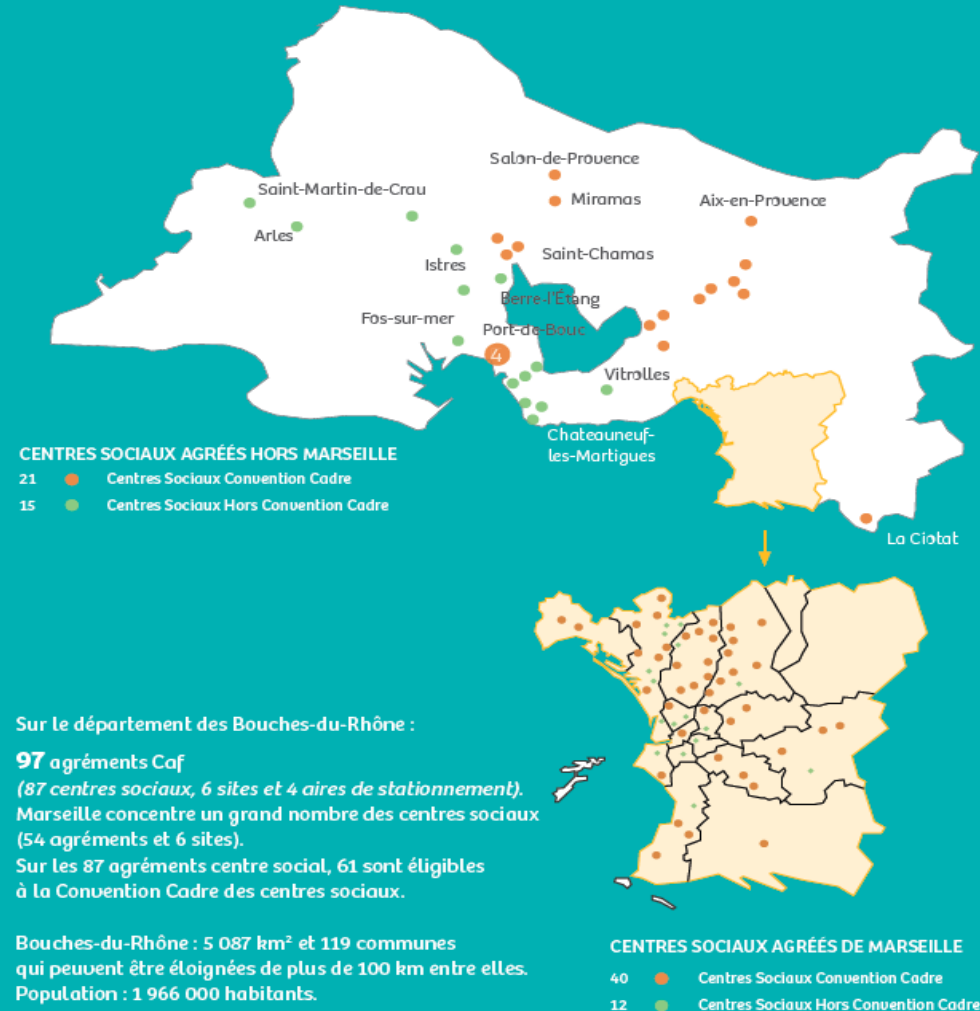 Salon-de-Provence
Miramas
Aix-en-Provence
Saint-Martin-de-Crau
Arles
Saint-Chamas
Istres
Berre-l'Étang
Fos-sur-mer
Port-de-Bouc
4
Vitrolles
Chateauneuf-
les-Martigues
La Ciotat
CENTRES SOCIAUX AGRÉÉS HORS MARSEILLE
21 Centres Sociaux Convention Cadre
15 Centres Sociaux Hors Convention Cadre
Sur le département des Bouches-du-Rhône :
97 agréments Caf
(87 centres sociaux, 6 sites et 4 aires de stationnement).
Marseille concentre un grand nombre des centres sociaux
(54 agréments et 6 sites).
Sur les 87 agréments centre social, 61 sont éligibles
à la Convention Cadre des centres sociaux.
Bouches-du-Rhône : 5 087 km² et 119 communes
qui peuvent être éloignées de plus de 100 km entre elles.
Population : 1 966 000 habitants.
CENTRES SOCIAUX AGRÉÉS DE MARSEILLE
40 Centres Sociaux Convention Cadre
12 Centres Sociaux Hors Convention Cadre